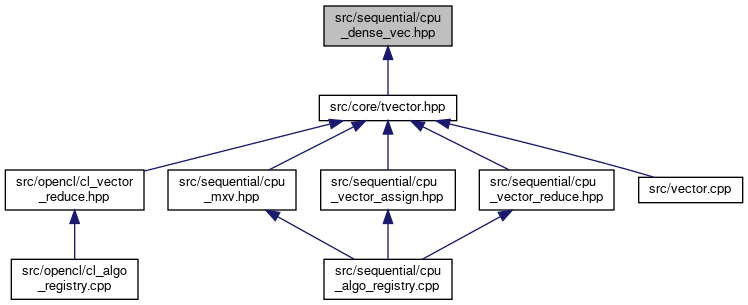 src/sequential/cpu
_dense_vec.hpp
src/core/tvector.hpp
src/opencl/cl_vector
_reduce.hpp
src/sequential/cpu
_mxv.hpp
src/sequential/cpu
_vector_assign.hpp
src/sequential/cpu
_vector_reduce.hpp
src/vector.cpp
src/opencl/cl_algo
_registry.cpp
src/sequential/cpu
_algo_registry.cpp